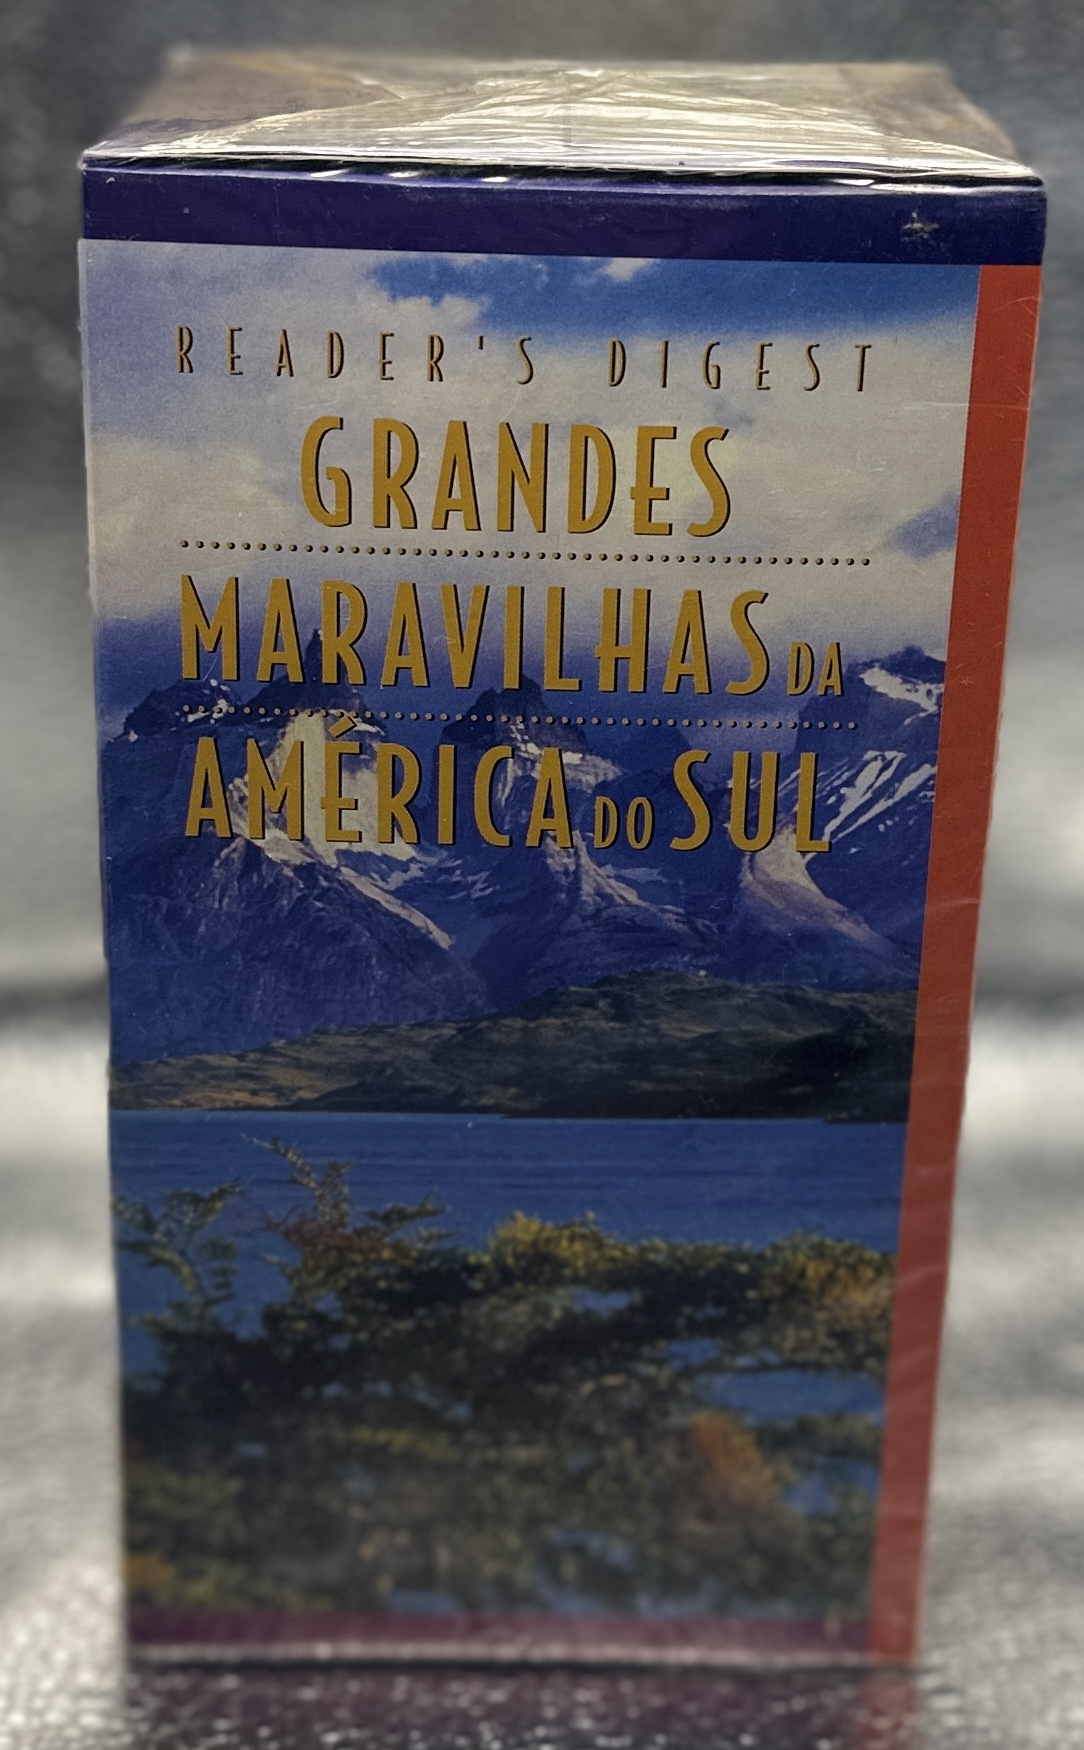 READER'S DIGEST
GRANDES
MARAVILHAS DA
AMÉRICA DO SUL